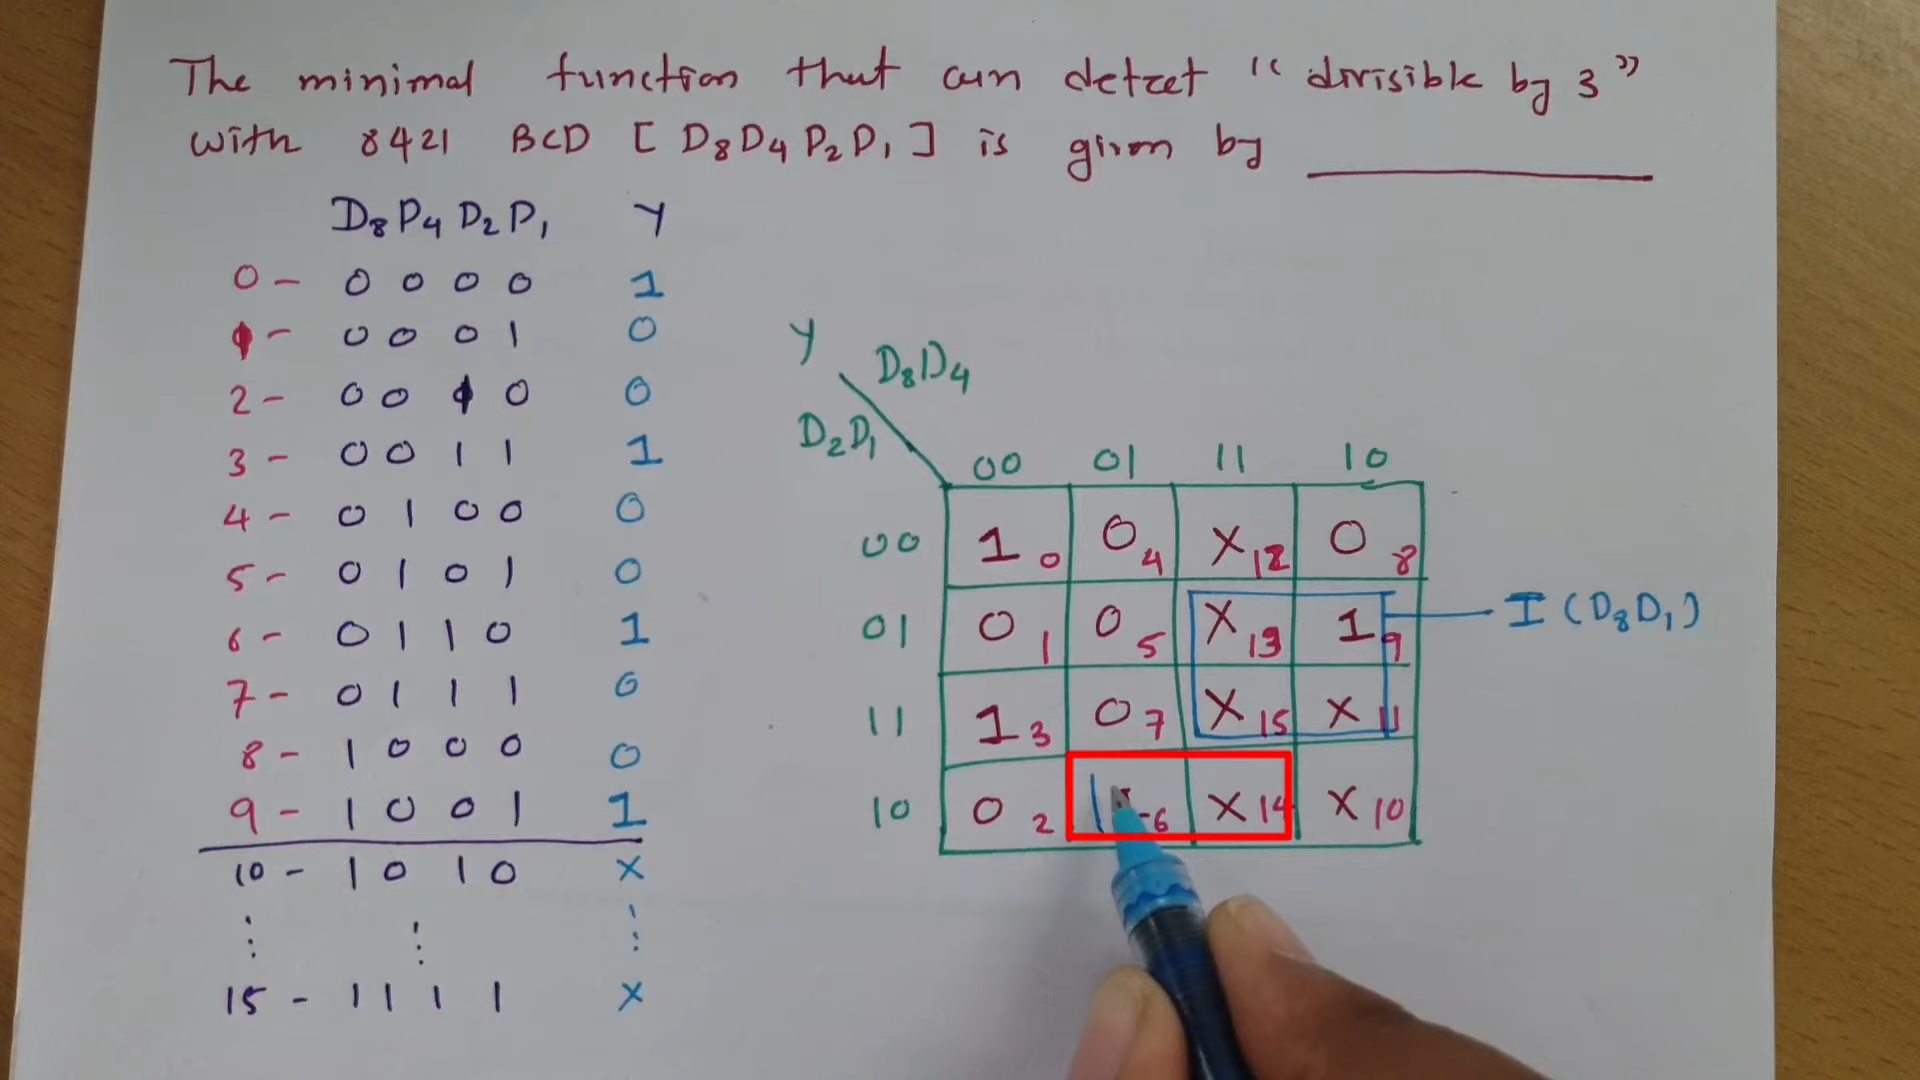 The minimal function that can detect "divisible by 3"
with 8421 BCD [ D8D4D2D1 ] is given by
D8D4D2D1 Y
0 - 0 0 0 0 1
1 - 0 0 0 1 0
2 - 0 0 1 0 0
3 - 0 0 1 1 1
4 - 0 1 0 0 0
5 - 0 1 0 1 0
6 - 0 1 1 0 1
7 - 0 1 1 1 0
8 - 1 0 0 0 0
9 - 1 0 0 1 1
10 - 1 0 1 0 X
15 - 1 1 1 1 X
Y D8D4
D2D1
00 01 11 10
00 1 0 0 4 X 12 0 8
01 0 1 0 5 X 13 1 9
11 1 3 0 7 X 15 X 11
10 0 2 6 X 14 X 10
I (D8D1)